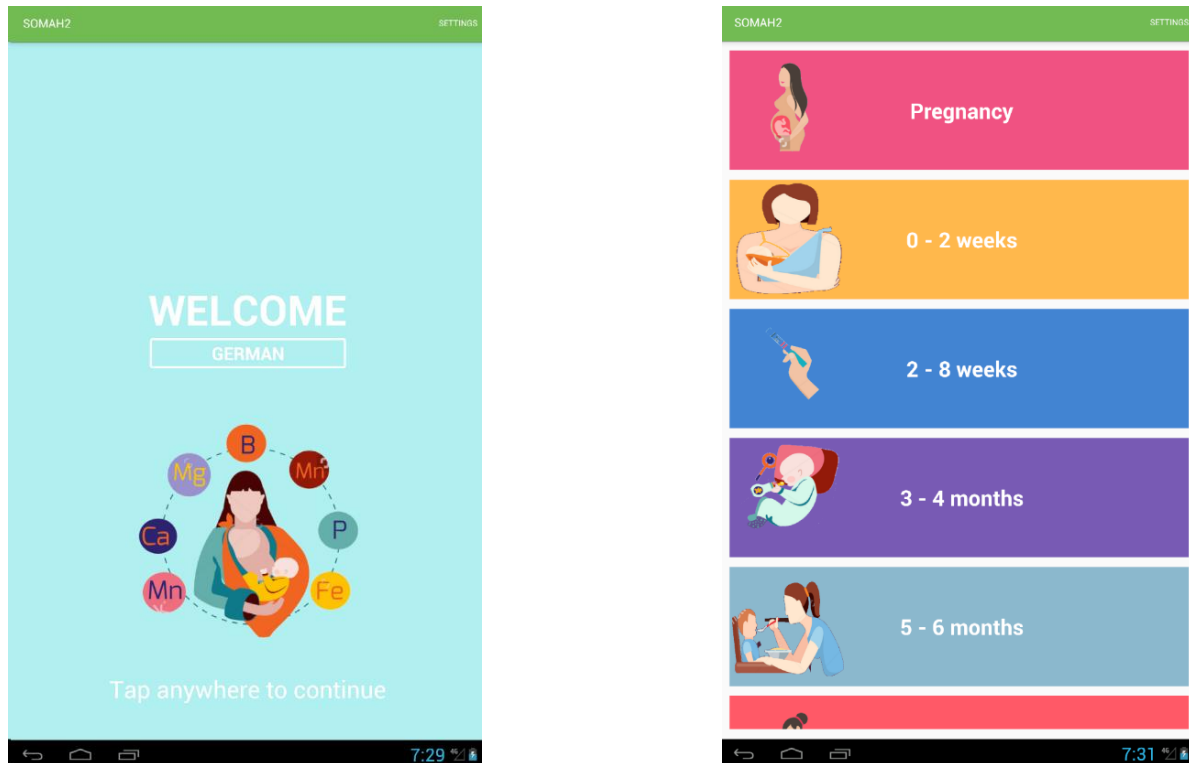 SOMAH2 SETTINGS
WELCOME
GERMAN
B
Mg
Mn
Ca
P
Mn
Fe
Tap anywhere to continue
7:29
SOMAH2 SETTINGS
Pregnancy
0 - 2 weeks
2 - 8 weeks
3 - 4 months
5 - 6 months
7:31